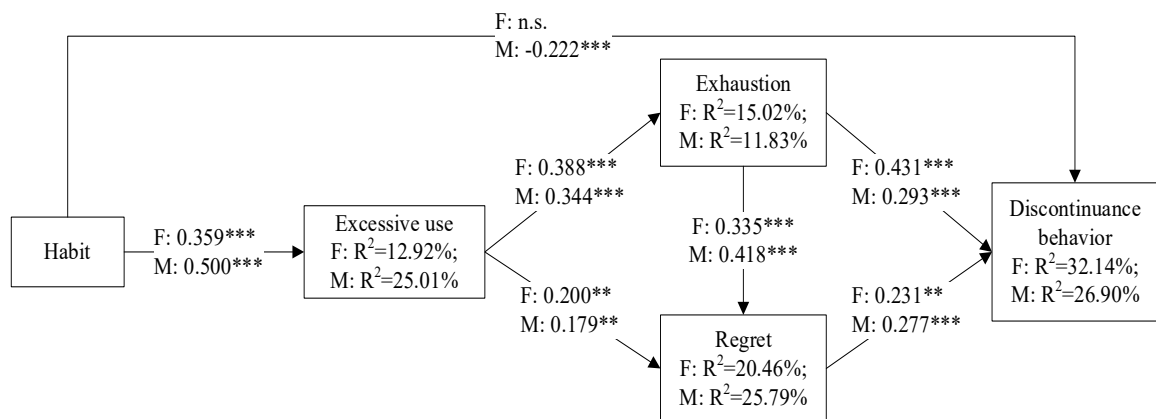 F: n.s.
M: -0.222***
Exhaustion
F: R²=15.02%;
M: R²=11.83%
F: 0.388***
M: 0.344***
F: 0.431***
M: 0.293***
Habit
F: 0.359***
M: 0.500***
Excessive use
F: R²=12.92%;
M: R²=25.01%
F: 0.335***
M: 0.418***
Discontinuance
behavior
F: R²=32.14%;
M: R²=26.90%
F: 0.200**
M: 0.179**
F: 0.231**
M: 0.277***
Regret
F: R²=20.46%;
M: R²=25.79%